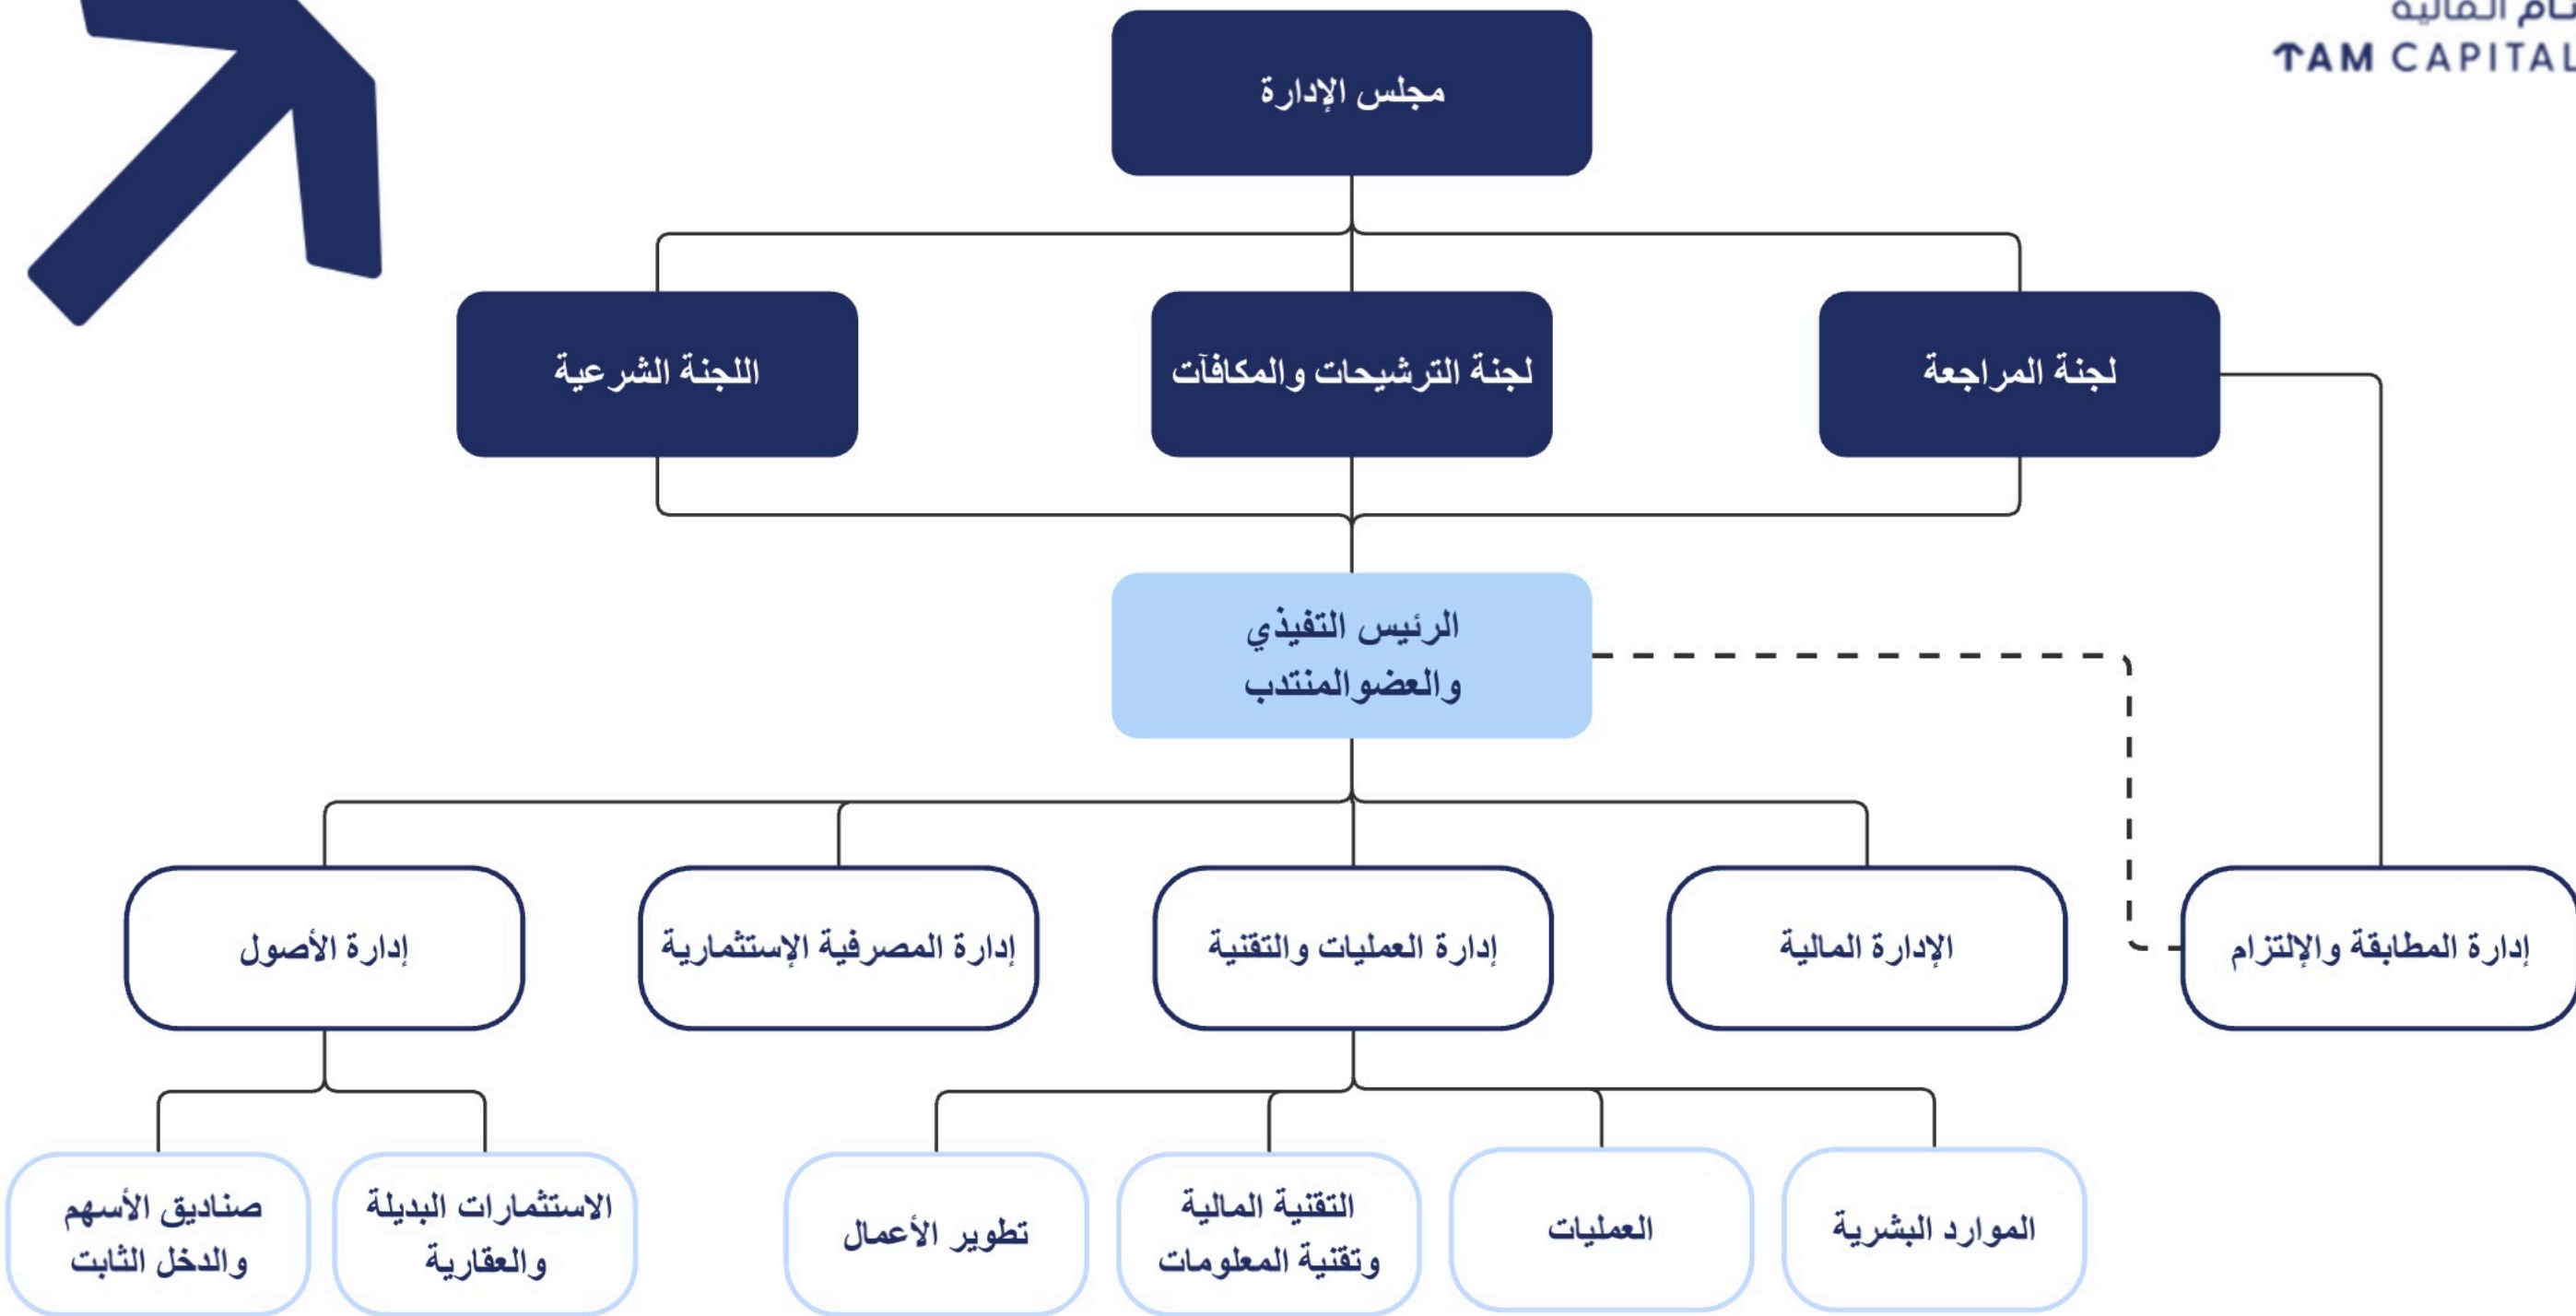 تام المالية
TAM CAPITAL
مجلس الإدارة
لجنة المراجعة
لجنة الترشيحات والمكافآت
اللجنة الشرعية
الرئيس التفيذي
والعضوالمنتدب
إدارة المطابقة والإلتزام
الإدارة المالية
إدارة العمليات والتقنية
إدارة المصرفية الإستثمارية
إدارة الأصول
الموارد البشرية
العمليات
التقنية المالية
وتقنية المعلومات
تطوير الأعمال
الاستثمارات البديلة
والعقارية
صناديق الأسهم
والدخل الثابت